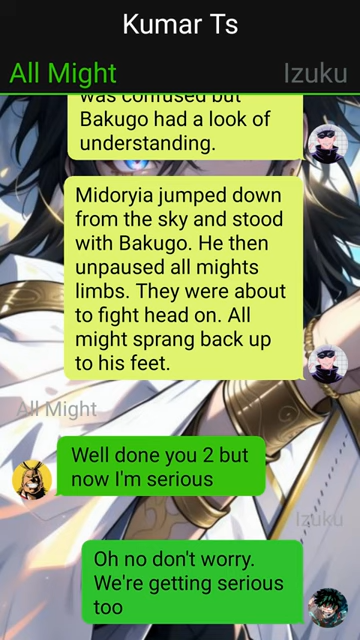 Kumar Ts
All Might
Izuku
was confused but
Bakugo had a look of
understanding.
Midoryia jumped down
from the sky and stood
with Bakugo. He then
unpaused all mights
limbs. They were about
to fight head on. All
might sprang back up
to his feet.
All Might
Well done you 2 but
now I'm serious
Izuku
Oh no don't worry.
We're getting serious
too